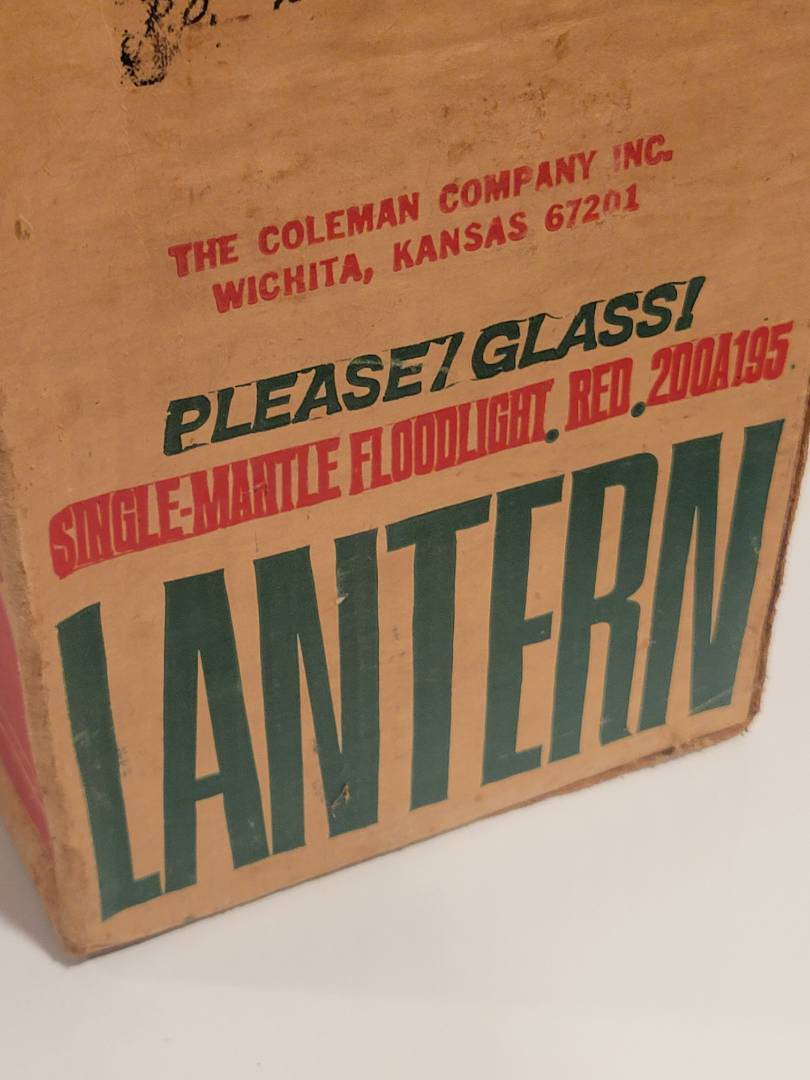 THE COLEMAN COMPANY INC.
WICHITA, KANSAS 67201
PLEASE! GLASS!
SINGLE-MANTLE FLOODLIGHT. RED. 200A195
LANTERN